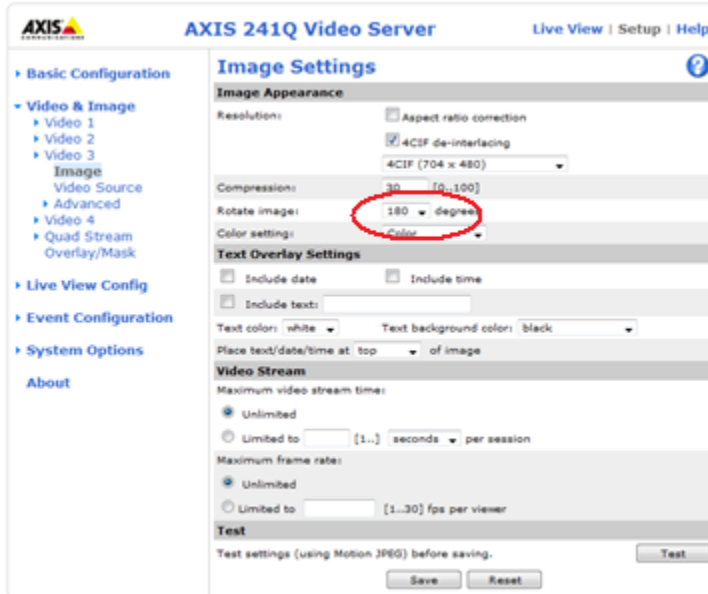 AXIS
COMMUNICATIONS
AXIS 241Q Video Server
Live View | Setup | Help
Basic Configuration
Video & Image
Video 1
Video 2
Video 3
Image
Video Source
Advanced
Video 4
Quad Stream
Overlay/Mask
Live View Config
Event Configuration
System Options
About
Image Settings
?
Image Appearance
Resolution: Aspect ratio correction
4CIF de-interlacing
4CIF (704 x 480)
Compression: 30 [0..100]
Rotate image: 180 degrees
Color setting: Color
Text Overlay Settings
Include date Include time
Include text:
Text color: white Text background color: black
Place text/date/time at top of image
Video Stream
Maximum video stream time:
Unlimited
Limited to [1..] seconds per session
Maximum frame rate:
Unlimited
Limited to [1..30] fps per viewer
Test
Test settings (using Motion JPEG) before saving. Test
Save Reset